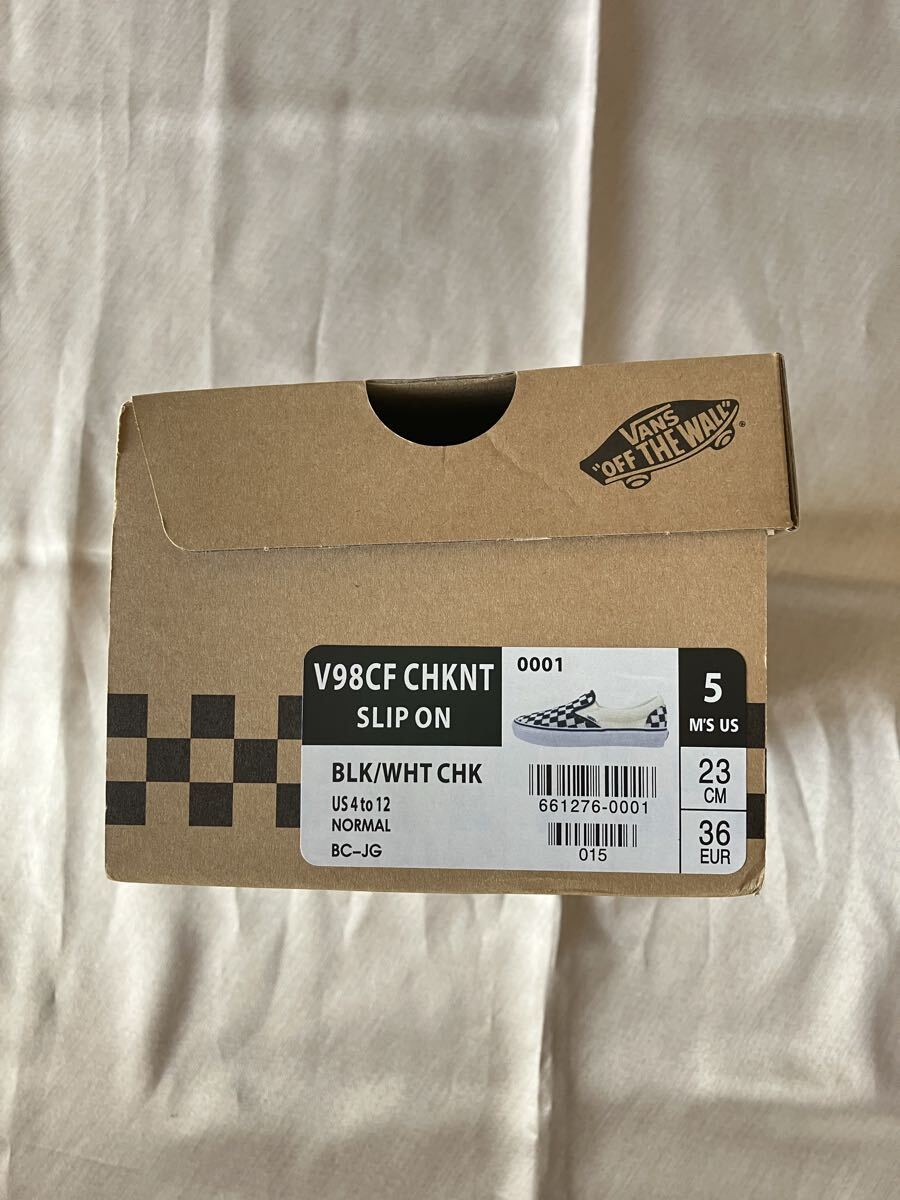 VANS
"OFF THE WALL"
®
V98CF CHKNT
SLIP ON
0001
5
M'S US
BLK/WHT CHK
US 4 to 12
NORMAL
BC-JG
661276-0001
015
23
CM
36
EUR